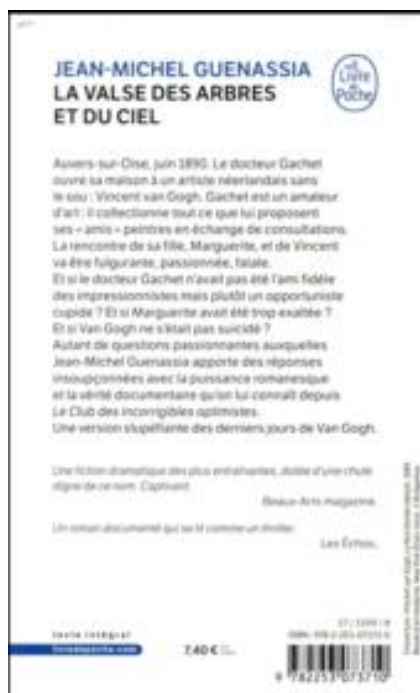 JEAN-MICHEL GUENASSIA
LA VALSE DES ARBRES
ET DU CIEL
Le Livre de Poche
Auvers-sur-Oise, juin 1890. Le docteur Gachet
ouvre sa maison à un artiste néerlandais sans
le sou : Vincent van Gogh. Gachet est un amateur
d'art : il collectionne tout ce que lui proposent
ses « amis » peintres en échange de consultations.
La rencontre de sa fille, Marguerite, et de Vincent
va être fulgurante, passionnée, fatale.
Et si le docteur Gachet n'avait pas été l'ami fidèle
des impressionnistes mais plutôt un opportuniste
cupide ? Et si Marguerite avait été trop exaltée ?
Et si Van Gogh ne s'était pas suicidé ?
Autant de questions passionnantes auxquelles
Jean-Michel Guenassia apporte des réponses
insoupçonnées avec la puissance romanesque
et la vérité documentaire qu'on lui connaît depuis
Le Club des incorrigibles optimistes.
Une version stupéfiante des derniers jours de Van Gogh.
Une fiction dramatique des plus entraînantes, dotée d'une chute
digne de ce nom. Captivant.
Beaux-Arts magazine.
Un roman documenté qui se lit comme un thriller.
Les Échos.
texte intégral
livredepoche.com
7,40 €
9 782253 073710